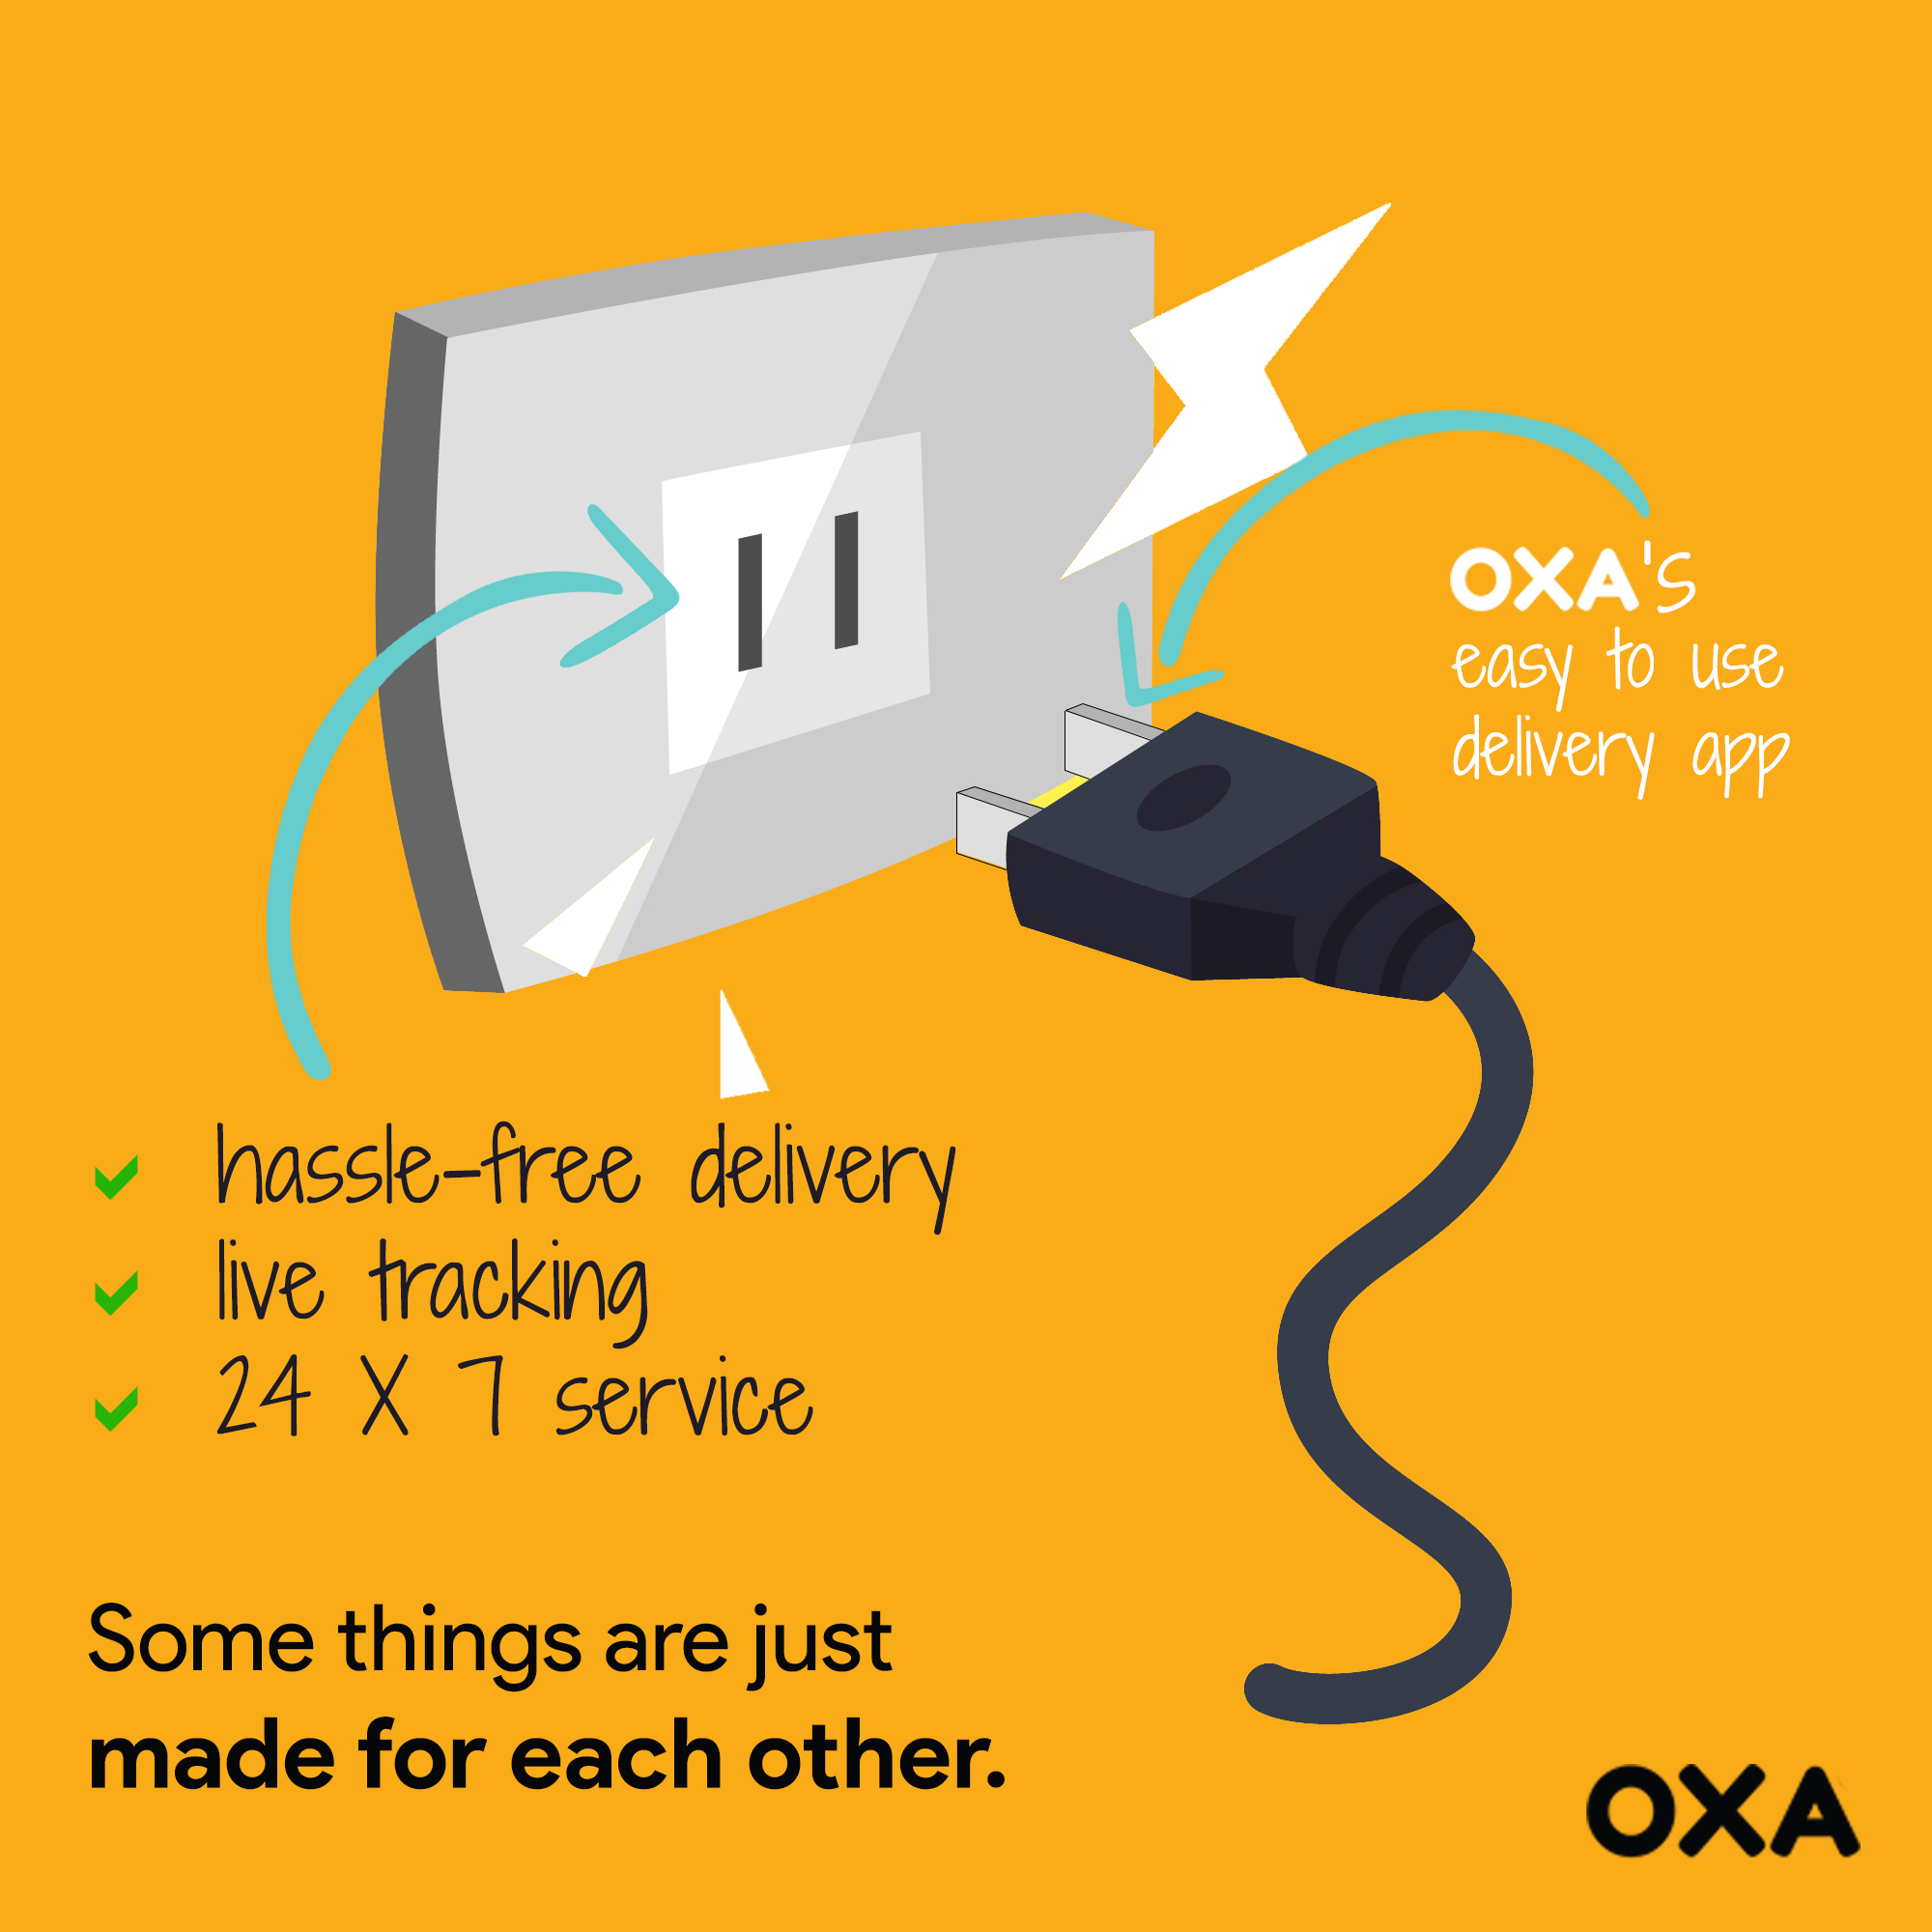 OXA's
easy to use
delivery app
hassle-free delivery
live tracking
24 X 7 service
Some things are just
made for each other.
OXA